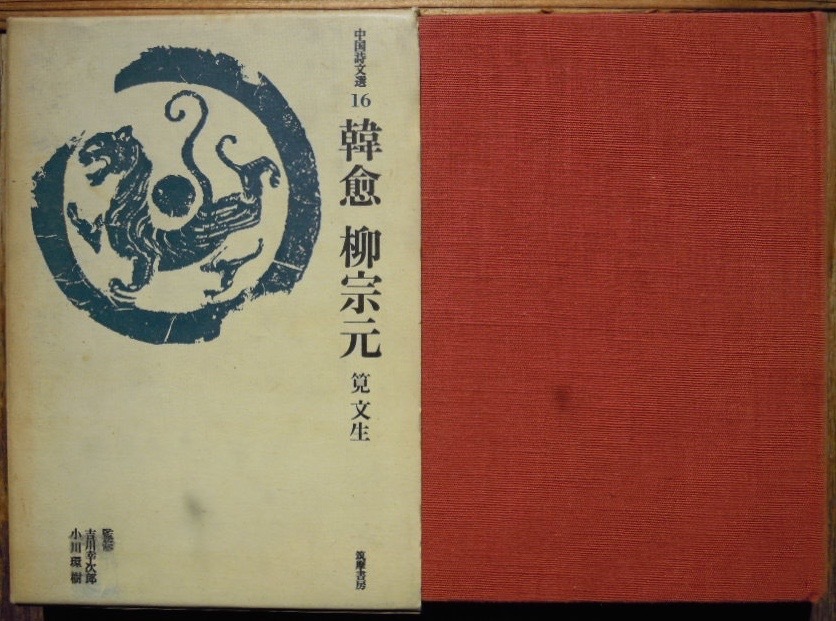 中国詩文選
16
韓愈 柳宗元
筧文生
監修
吉川幸次郎
小川環樹
筑摩書房